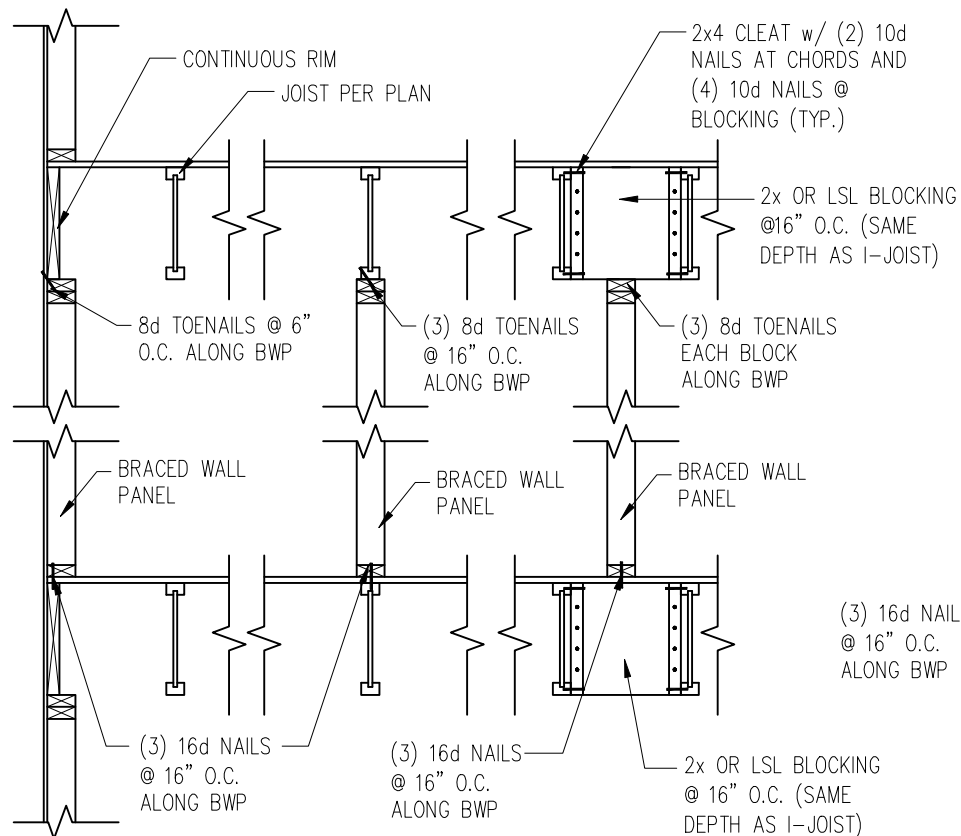 CONTINUOUS RIM
JOIST PER PLAN
2x4 CLEAT w/ (2) 10d
NAILS AT CHORDS AND
(4) 10d NAILS @
BLOCKING (TYP.)
2x OR LSL BLOCKING
@16" O.C. (SAME
DEPTH AS I-JOIST)
8d TOENAILS @ 6"
O.C. ALONG BWP
(3) 8d TOENAILS
@ 16" O.C.
ALONG BWP
(3) 8d TOENAILS
EACH BLOCK
ALONG BWP
BRACED WALL
PANEL
BRACED WALL
PANEL
BRACED WALL
PANEL
(3) 16d NAIL
@ 16" O.C.
ALONG BWP
(3) 16d NAILS
@ 16" O.C.
ALONG BWP
(3) 16d NAILS
@ 16" O.C.
ALONG BWP
2x OR LSL BLOCKING
@ 16" O.C. (SAME
DEPTH AS I-JOIST)